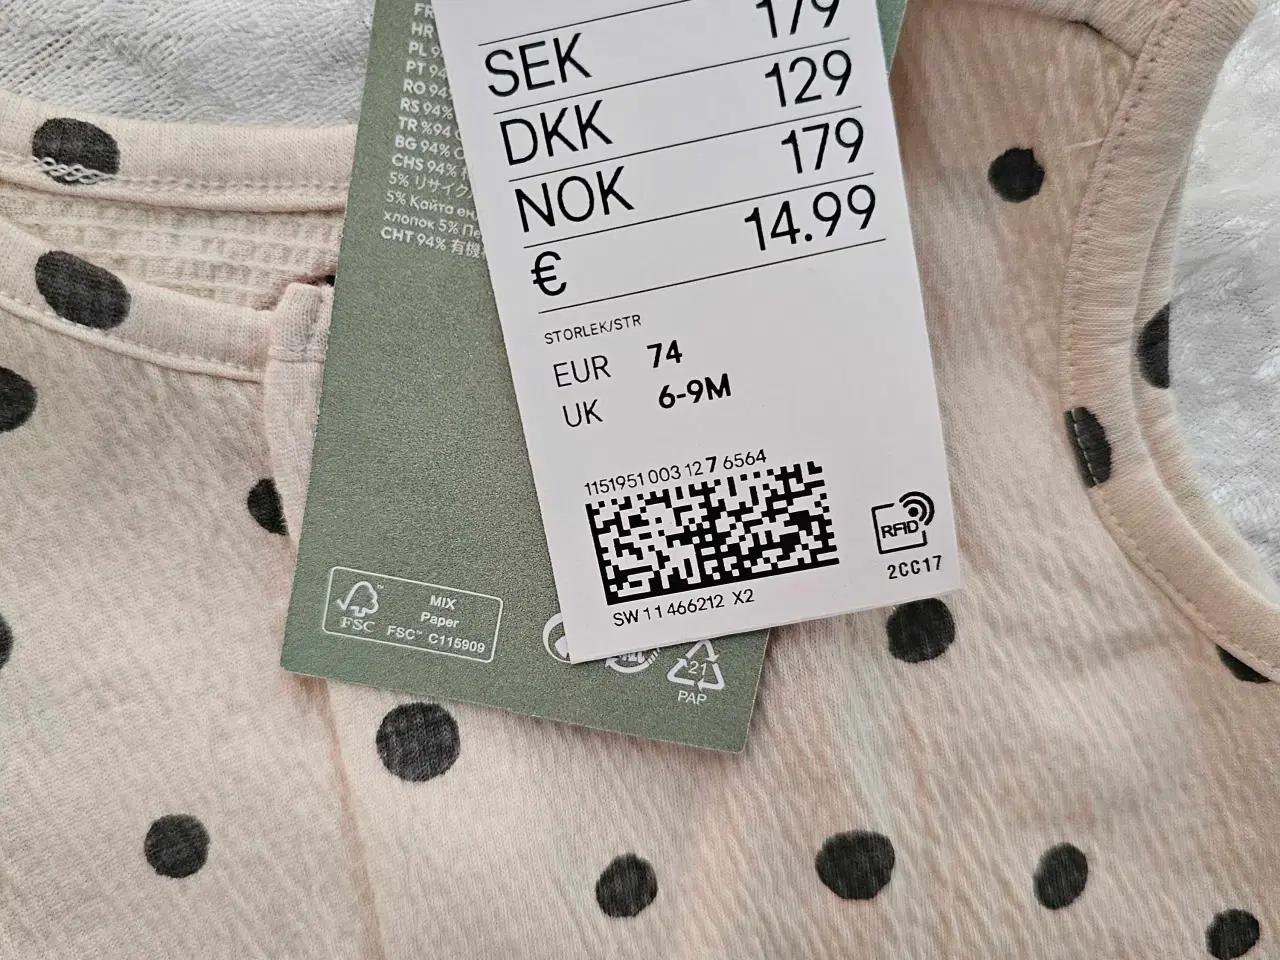 FR
HR
PL 9
PT 94
RO 94
RS 94%
TR %94
BG 94% O
CHS 94%
5% リサイク
5% Қайта
хлопок 5% Пе
CHT 94% 有機
SEK 179
DKK 129
NOK 179
€ 14.99
STORLEK/STR
EUR 74
UK 6-9M
1151951 003 12 7 6564
RFID
2CC17
SW 11 466212 X2
FSC
MIX
Paper
FSC™ C115909
21
PAP